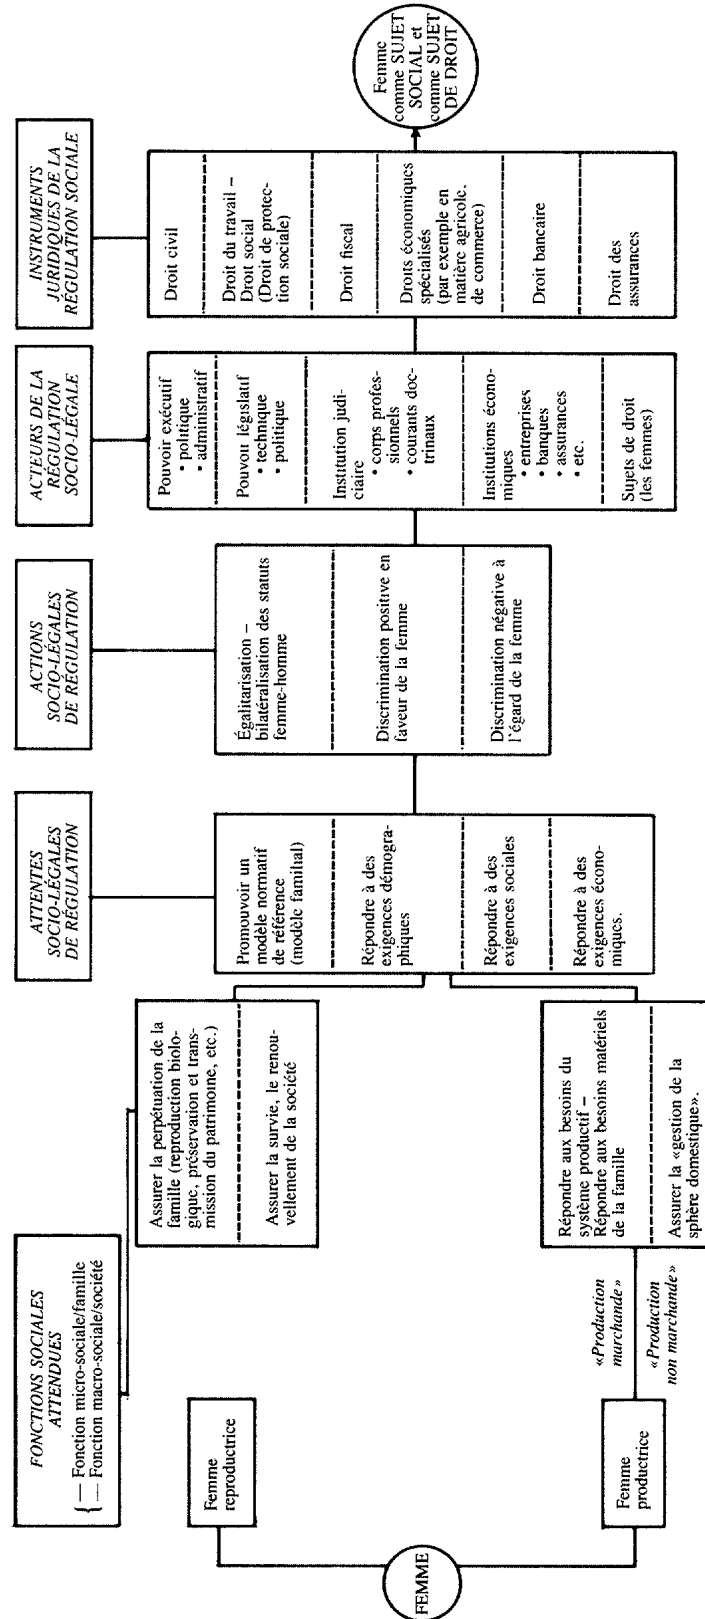 FONCTIONS SOCIALES
ATTENDUES
{— Fonction micro-sociale/famille
— Fonction macro-sociale/société
ATTENTES
SOCIO-LÉGALES
DE RÉGULATION
ACTIONS
SOCIO-LÉGALES
DE RÉGULATION
ACTEURS DE LA
RÉGULATION
SOCIO-LÉGALE
INSTRUMENTS
JURIDIQUES DE LA
RÉGULATION SOCIALE
FEMME
Femme
reproductrice
Femme
productrice
«Production
marchande»
«Production
non marchande»
Assurer la perpétuation de la
famille (reproduction biolo-
gique, préservation et trans-
mission du patrimoine, etc.)
Assurer la survie, le renou-
vellement de la société
Répondre aux besoins du
système productif –
Répondre aux besoins matériels
de la famille
Assurer la «gestion de la
sphère domestique».
Promouvoir un
modèle normatif
de référence
(modèle familial)
Répondre à des
exigences démogra-
phiques
Répondre à des
exigences sociales
Répondre à des
exigences écono-
miques.
Égalitarisation –
bilatéralisation des statuts
femme-homme
Discrimination positive en
faveur de la femme
Discrimination négative à
l'égard de la femme
Pouvoir exécutif
• politique
• administratif
Pouvoir législatif
• technique
• politique
Institution judi-
ciaire
• corps profes-
sionnels
• courants doc-
trinaux
Institutions écono-
miques
• entreprises
• banques
• assurances
• etc.
Sujets de droit
(les femmes)
Droit civil
Droit du travail –
Droit social
(Droit de protec-
tion sociale)
Droit fiscal
Droits économiques
spécialisés
(par exemple en
matière agricole.
de commerce)
Droit bancaire
Droit des
assurances
Femme
comme SUJET
SOCIAL et
comme SUJET
DE DROIT